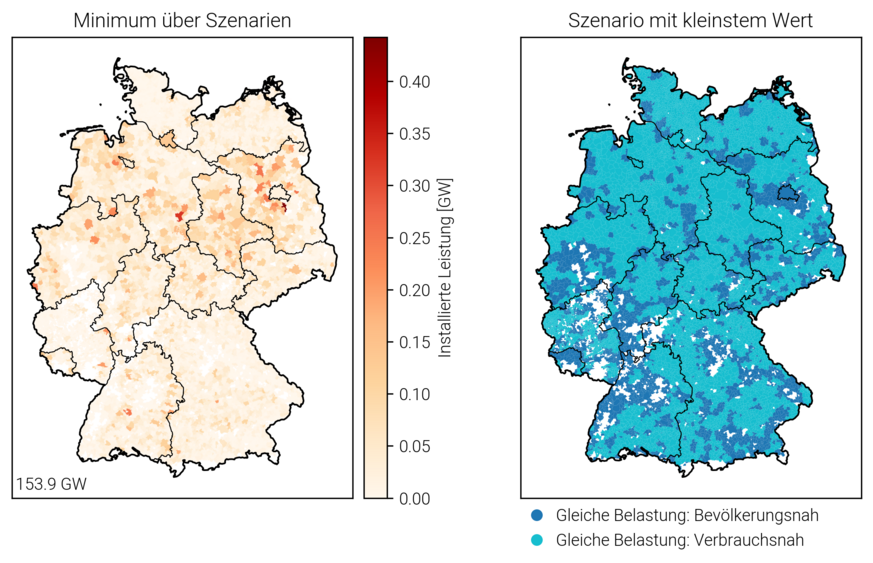 Minimum über Szenarien
Szenario mit kleinstem Wert
0.40
0.35
0.30
0.25
0.20
0.15
0.10
0.05
0.00
Installierte Leistung [GW]
153.9 GW
Gleiche Belastung: Bevölkerungsnah
Gleiche Belastung: Verbrauchsnah